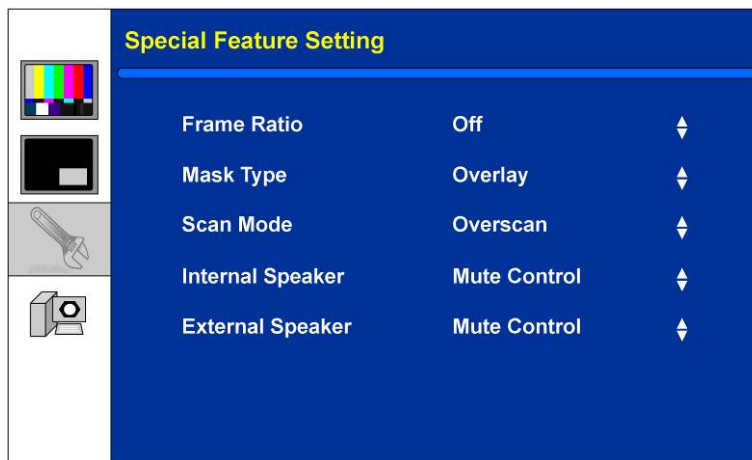 Special Feature Setting
Frame Ratio Off
Mask Type Overlay
Scan Mode Overscan
Internal Speaker Mute Control
External Speaker Mute Control